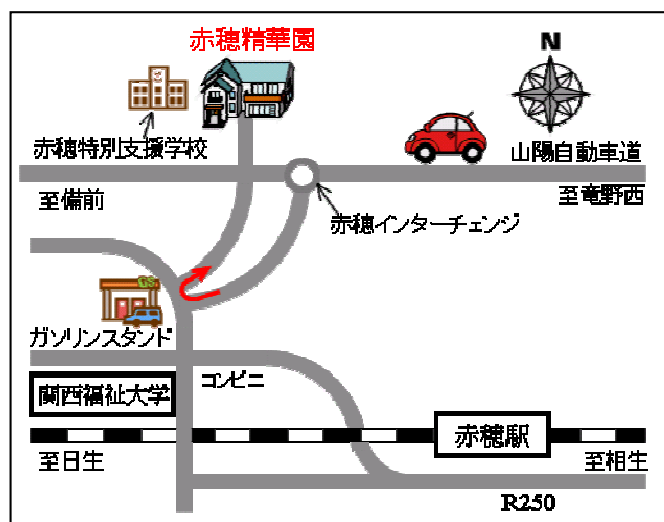 赤穂精華園
N
赤穂特別支援学校
山陽自動車道
至備前
至竜野西
赤穂インターチェンジ
GS
ガソリンスタンド
コンビニ
関西福祉大学
赤穂駅
至日生
至相生
R250